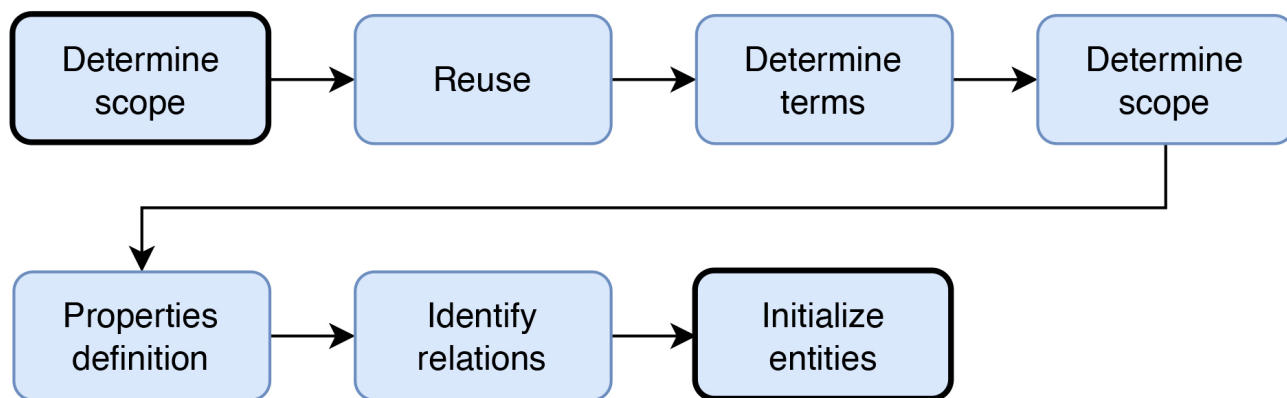 Determine
scope
Reuse
Determine
terms
Determine
scope
Properties
definition
Identify
relations
Initialize
entities